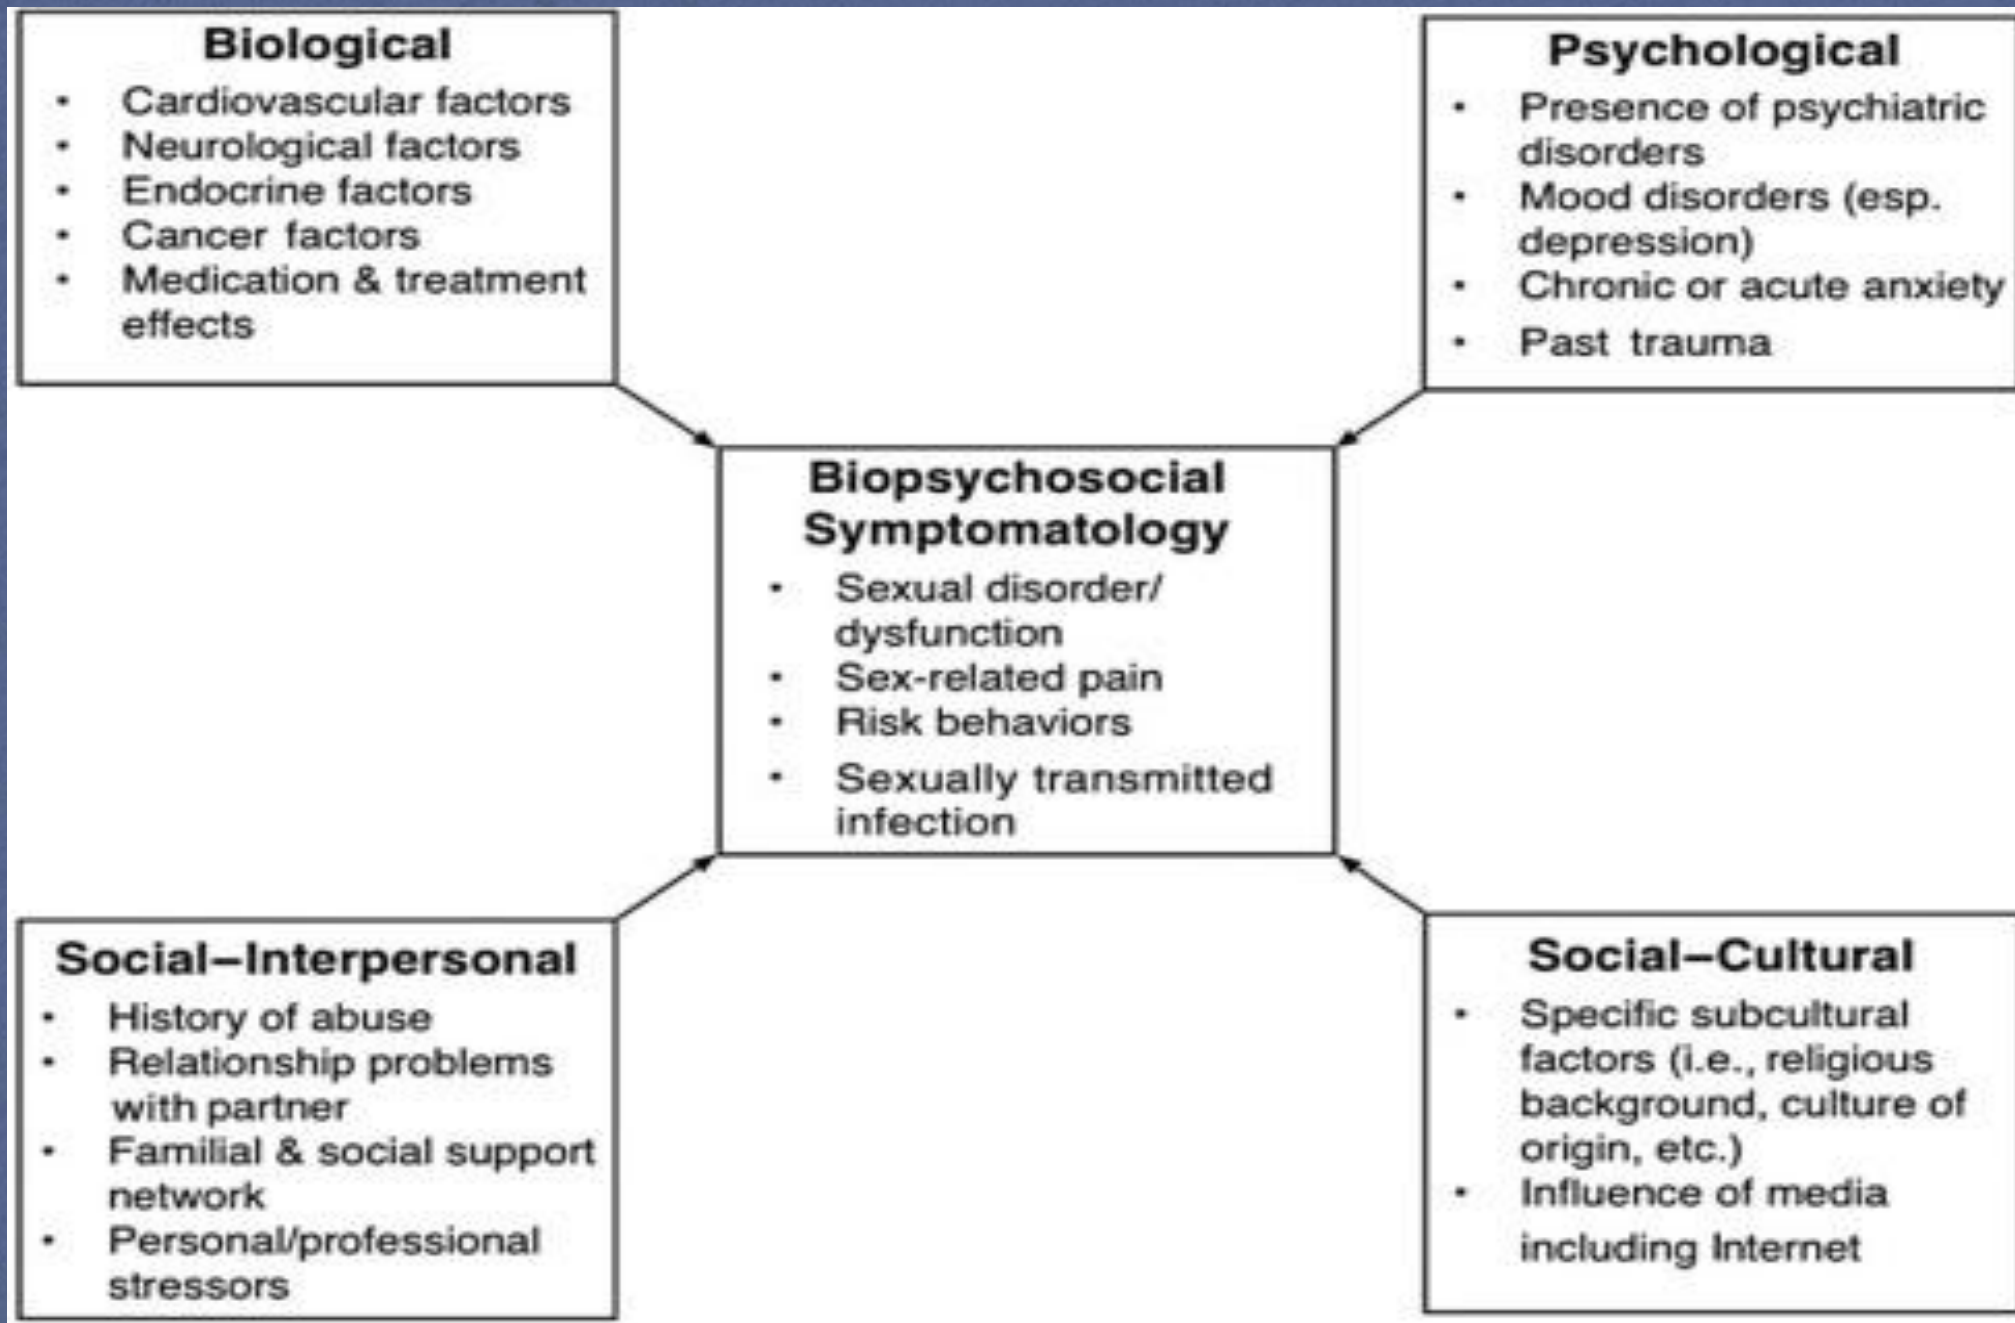 Biological
• Cardiovascular factors
• Neurological factors
• Endocrine factors
• Cancer factors
• Medication & treatment
effects
Psychological
• Presence of psychiatric
disorders
• Mood disorders (esp.
depression)
• Chronic or acute anxiety
• Past trauma
Biopsychosocial
Symptomatology
• Sexual disorder/
dysfunction
• Sex-related pain
• Risk behaviors
• Sexually transmitted
infection
Social–Interpersonal
• History of abuse
• Relationship problems
with partner
• Familial & social support
network
• Personal/professional
stressors
Social–Cultural
• Specific subcultural
factors (i.e., religious
background, culture of
origin, etc.)
• Influence of media
including Internet